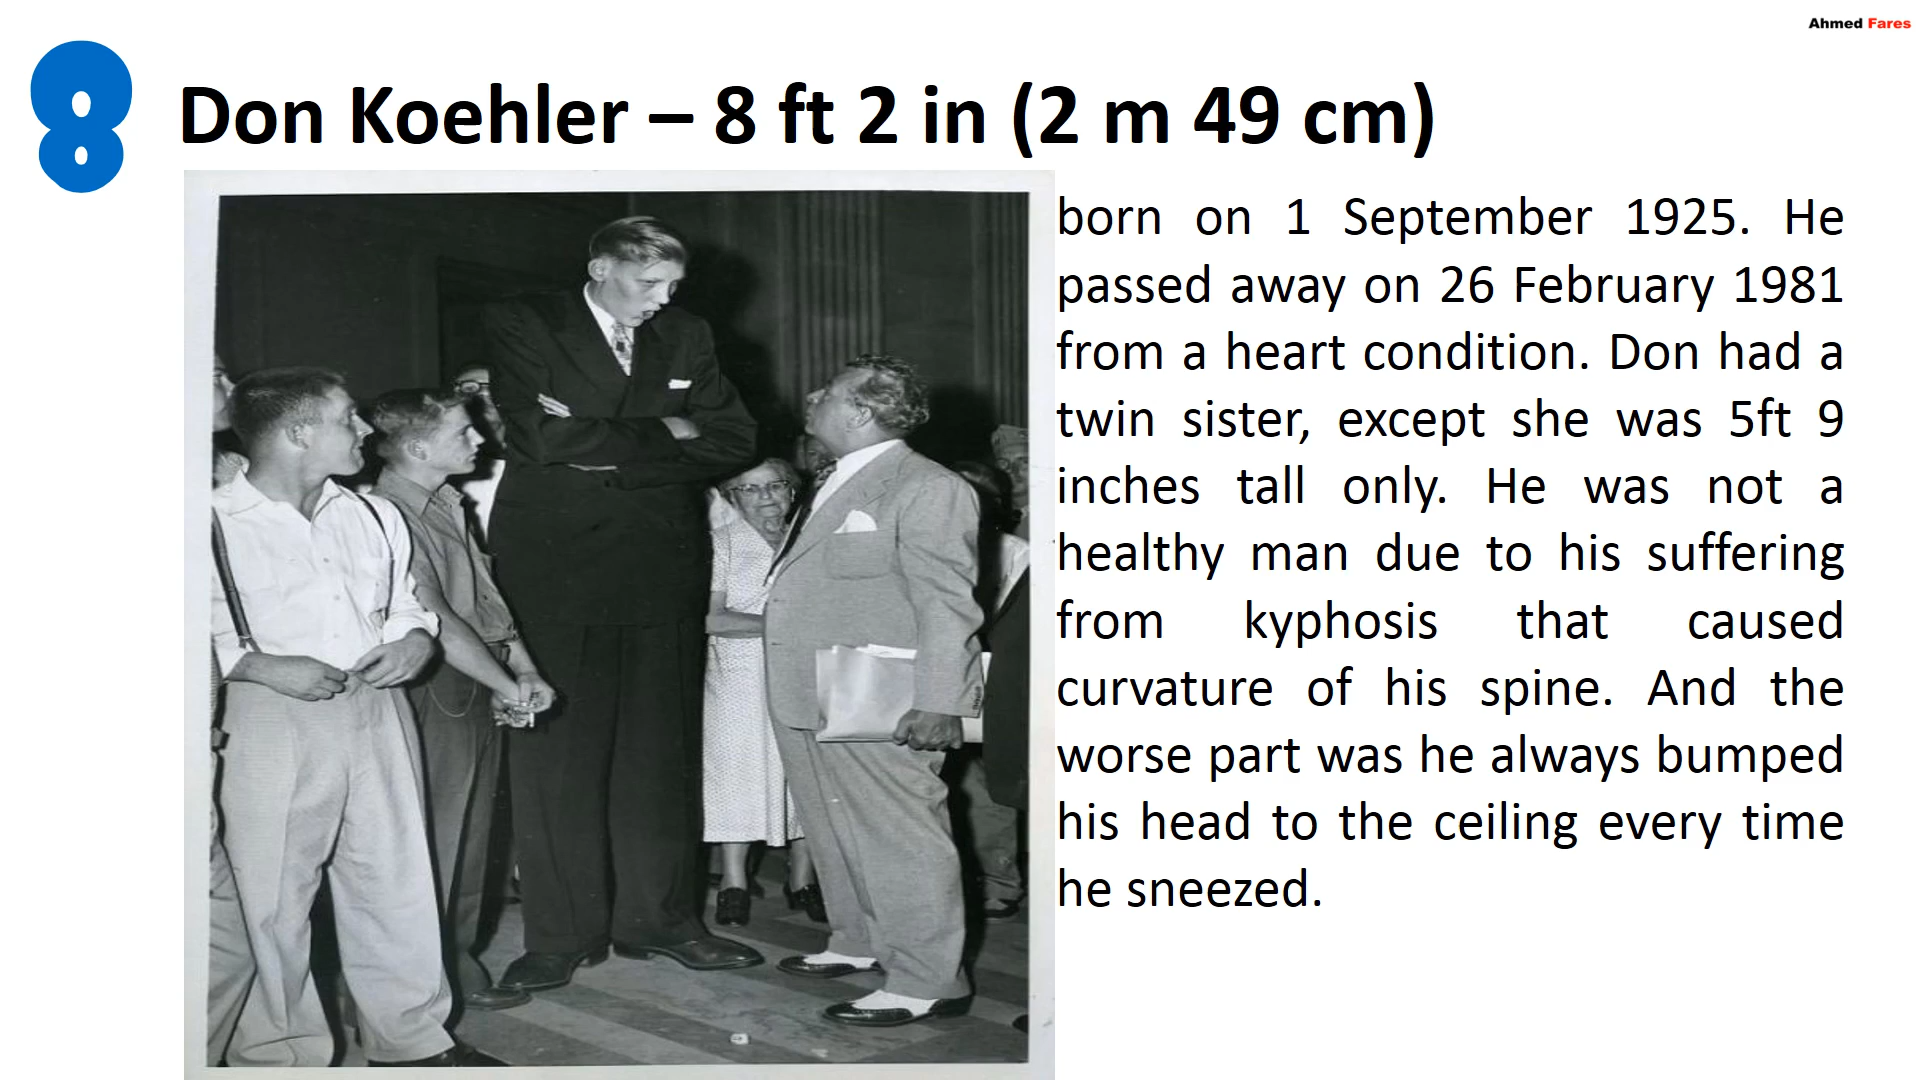 Ahmed Fares
8
Don Koehler – 8 ft 2 in (2 m 49 cm)
born on 1 September 1925. He
passed away on 26 February 1981
from a heart condition. Don had a
twin sister, except she was 5ft 9
inches tall only. He was not a
healthy man due to his suffering
from kyphosis that caused
curvature of his spine. And the
worse part was he always bumped
his head to the ceiling every time
he sneezed.